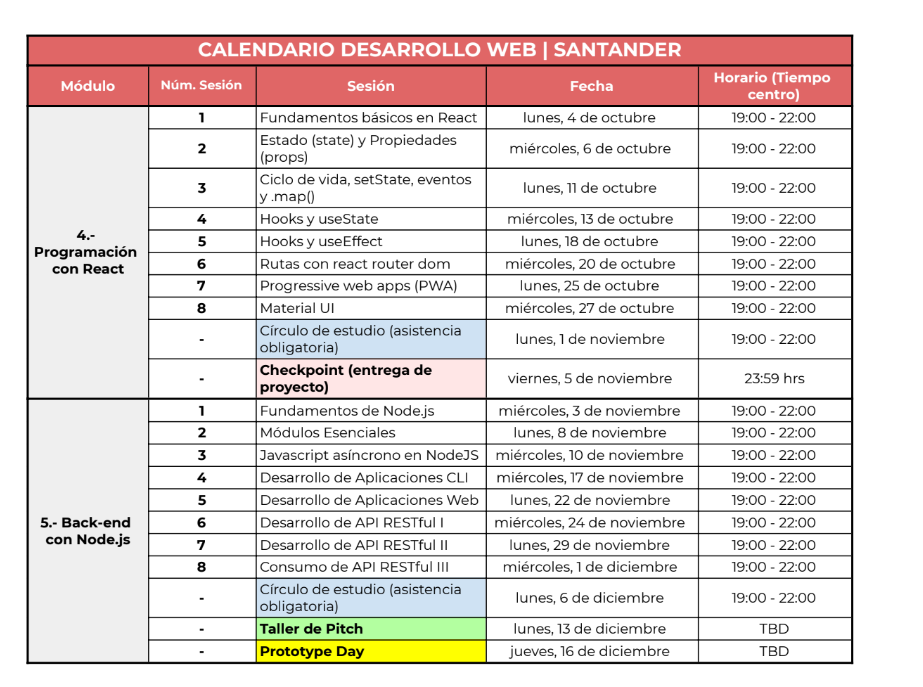 CALENDARIO DESARROLLO WEB | SANTANDER
Módulo Núm. Sesión Sesión Fecha Horario (Tiempo
centro)
4.-
Programación
con React
1 Fundamentos básicos en React lunes, 4 de octubre 19:00 - 22:00
2 Estado (state) y Propiedades
(props) miércoles, 6 de octubre 19:00 - 22:00
3 Ciclo de vida, setState, eventos
y .map() lunes, 11 de octubre 19:00 - 22:00
4 Hooks y useState miércoles, 13 de octubre 19:00 - 22:00
5 Hooks y useEffect lunes, 18 de octubre 19:00 - 22:00
6 Rutas con react router dom miércoles, 20 de octubre 19:00 - 22:00
7 Progressive web apps (PWA) lunes, 25 de octubre 19:00 - 22:00
8 Material UI miércoles, 27 de octubre 19:00 - 22:00
- Círculo de estudio (asistencia
obligatoria) lunes, 1 de noviembre 19:00 - 22:00
- Checkpoint (entrega de
proyecto) viernes, 5 de noviembre 23:59 hrs
5.- Back-end
con Node.js
1 Fundamentos de Node.js miércoles, 3 de noviembre 19:00 - 22:00
2 Módulos Esenciales lunes, 8 de noviembre 19:00 - 22:00
3 Javascript asíncrono en NodeJS miércoles, 10 de noviembre 19:00 - 22:00
4 Desarrollo de Aplicaciones CLI miércoles, 17 de noviembre 19:00 - 22:00
5 Desarrollo de Aplicaciones Web lunes, 22 de noviembre 19:00 - 22:00
6 Desarrollo de API RESTful I miércoles, 24 de noviembre 19:00 - 22:00
7 Desarrollo de API RESTful II lunes, 29 de noviembre 19:00 - 22:00
8 Consumo de API RESTful III miércoles, 1 de diciembre 19:00 - 22:00
- Círculo de estudio (asistencia
obligatoria) lunes, 6 de diciembre 19:00 - 22:00
- Taller de Pitch lunes, 13 de diciembre TBD
- Prototype Day jueves, 16 de diciembre TBD